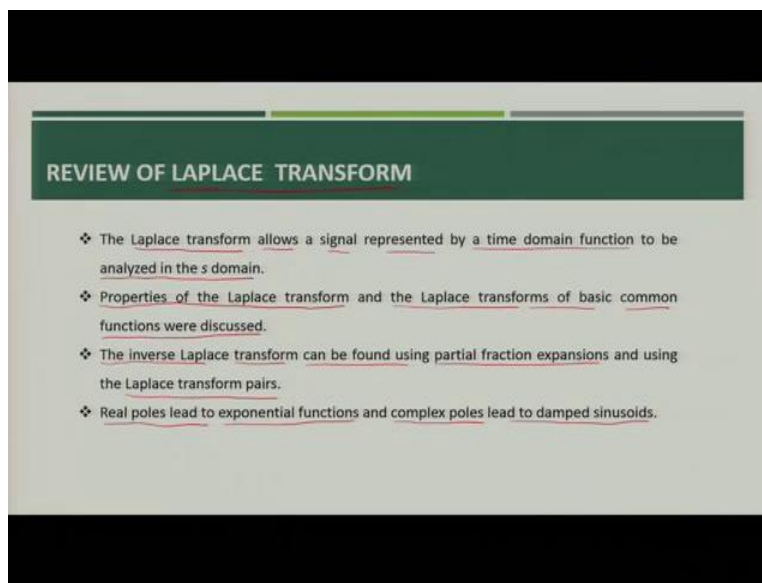 REVIEW OF LAPLACE TRANSFORM
❖ The Laplace transform allows a signal represented by a time domain function to be
analyzed in the s domain.
❖ Properties of the Laplace transform and the Laplace transforms of basic common
functions were discussed.
❖ The inverse Laplace transform can be found using partial fraction expansions and using
the Laplace transform pairs.
❖ Real poles lead to exponential functions and complex poles lead to damped sinusoids.